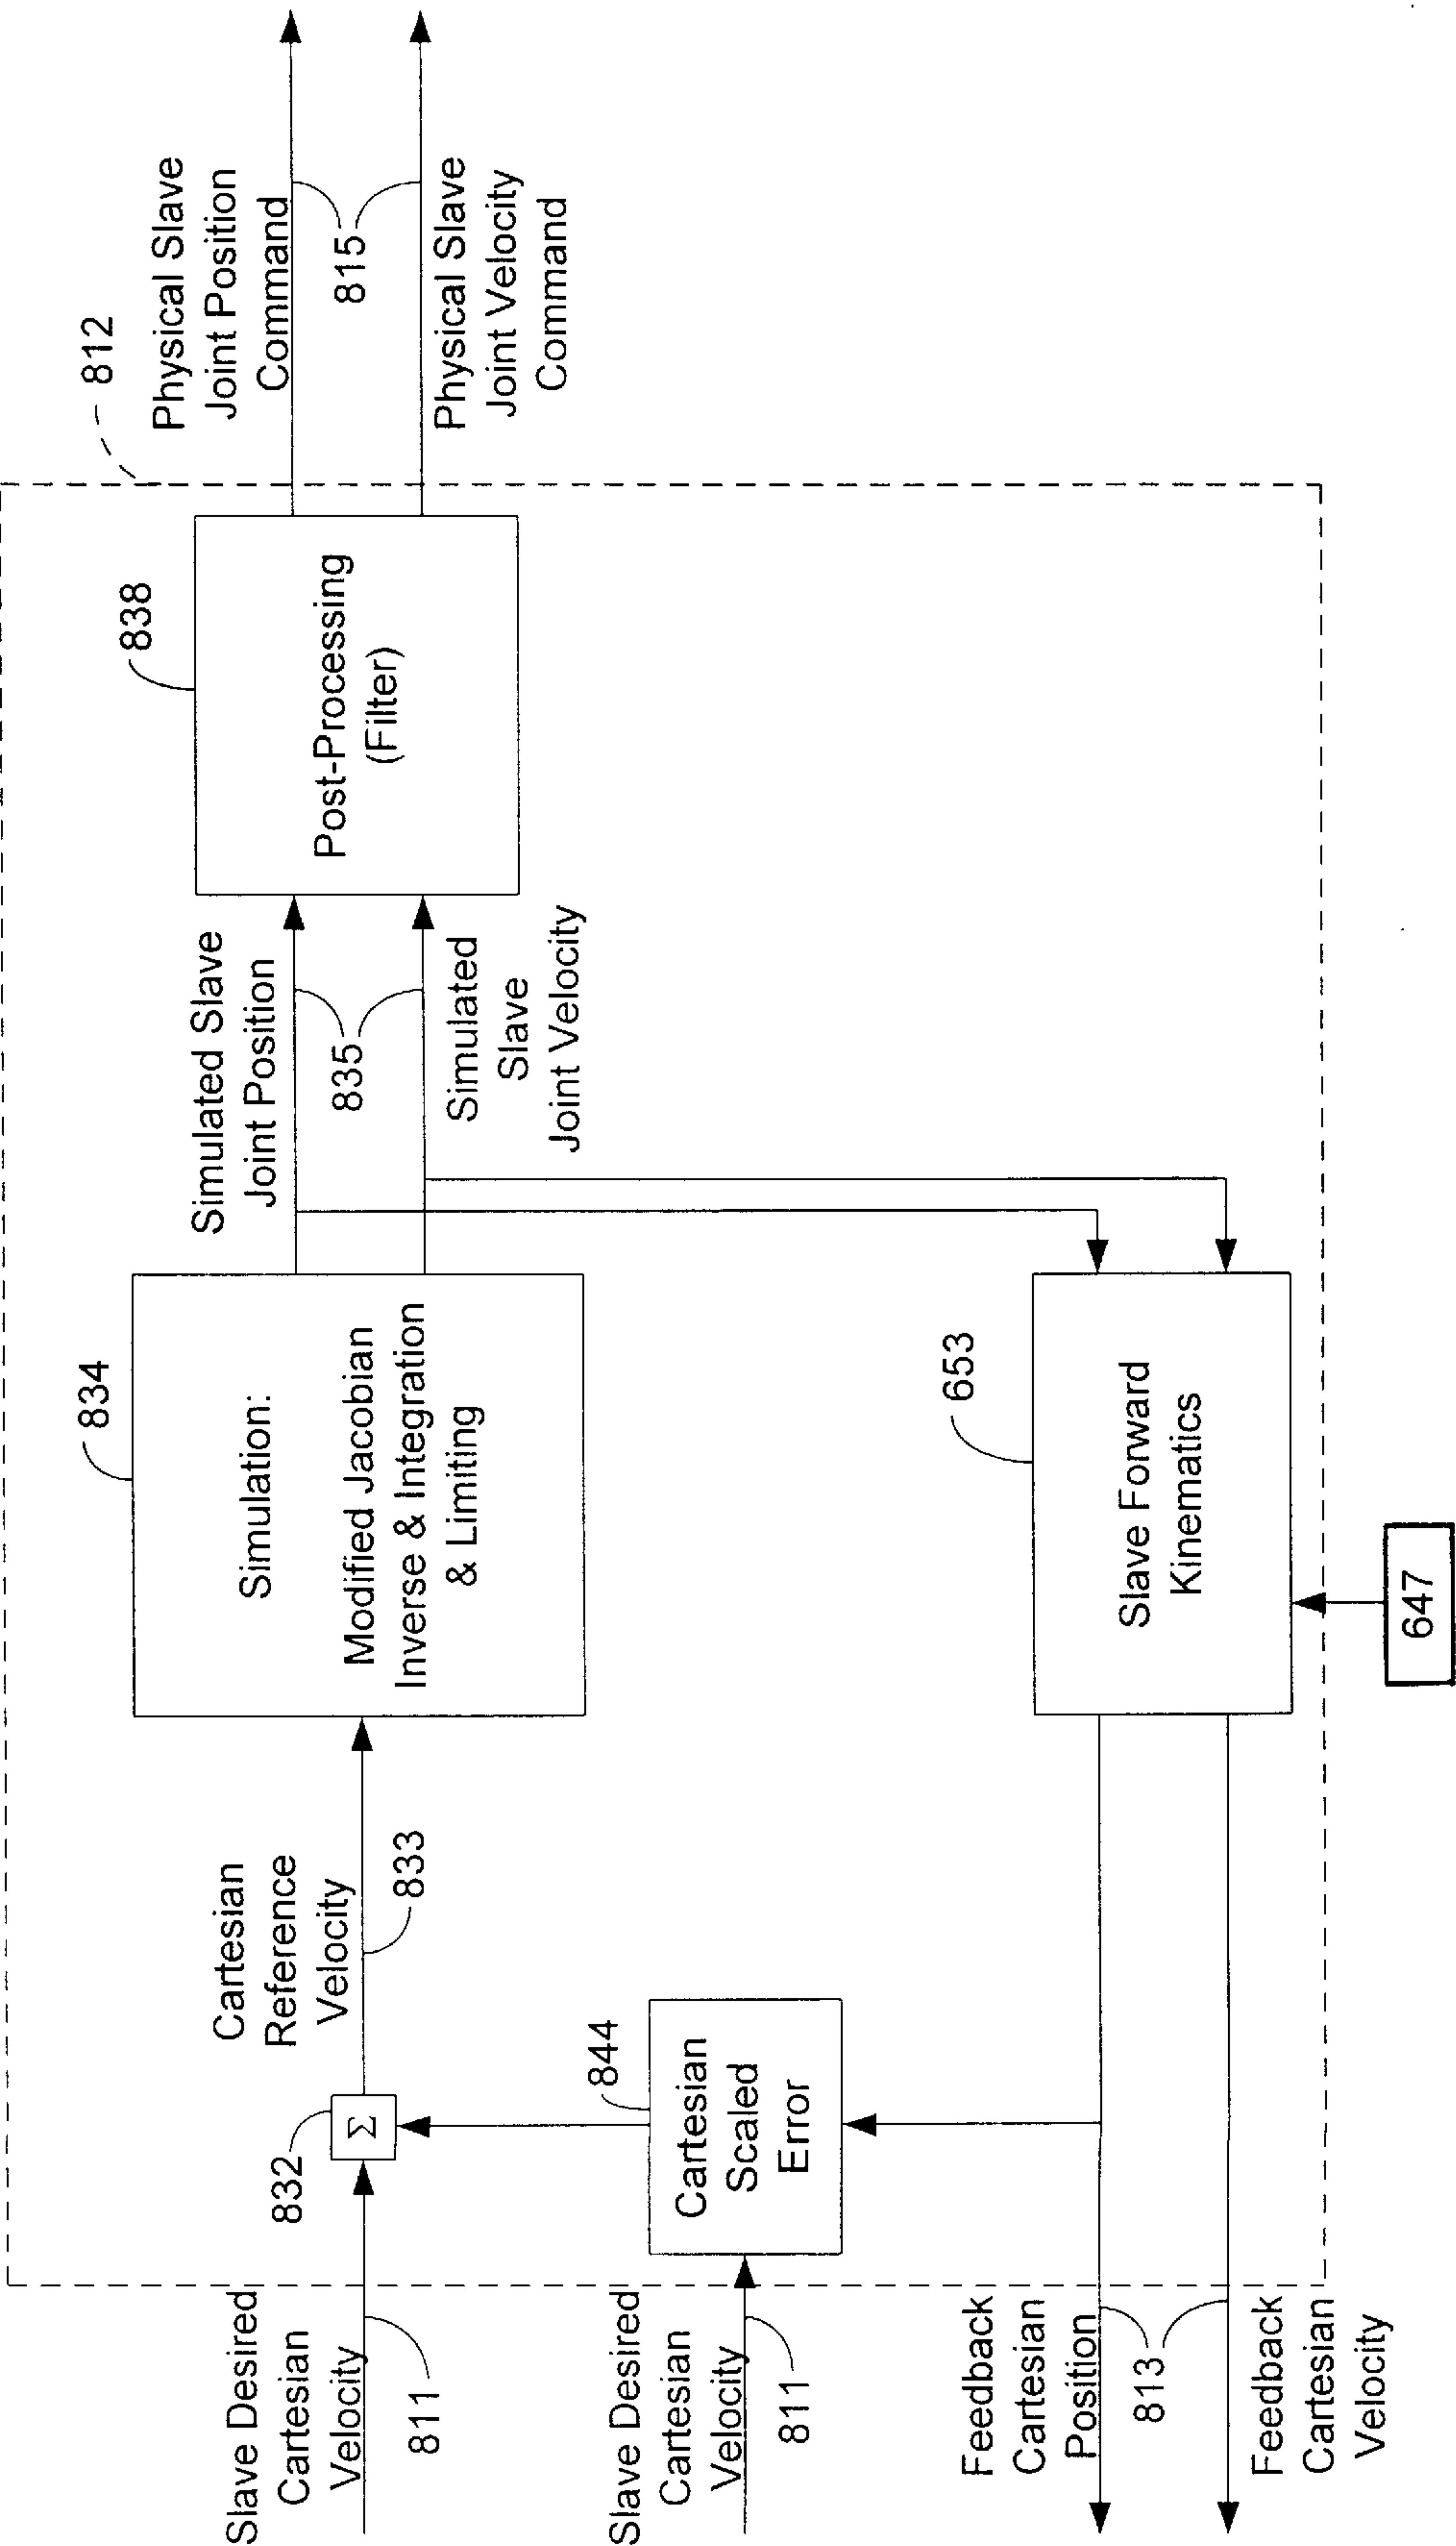 Slave Desired
Cartesian
Velocity
811
832
Σ
Cartesian
Reference
Velocity
833
834
Simulation:
Modified Jacobian
Inverse & Integration
& Limiting
Simulated Slave
Joint Position
835
Simulated
Slave
Joint Velocity
838
Post-Processing
(Filter)
812
Physical Slave
Joint Position
Command
815
Physical Slave
Joint Velocity
Command
Slave Desired
Cartesian
Velocity
811
844
Cartesian
Scaled
Error
Feedback
Cartesian
Position
813
Feedback
Cartesian
Velocity
653
Slave Forward
Kinematics
647